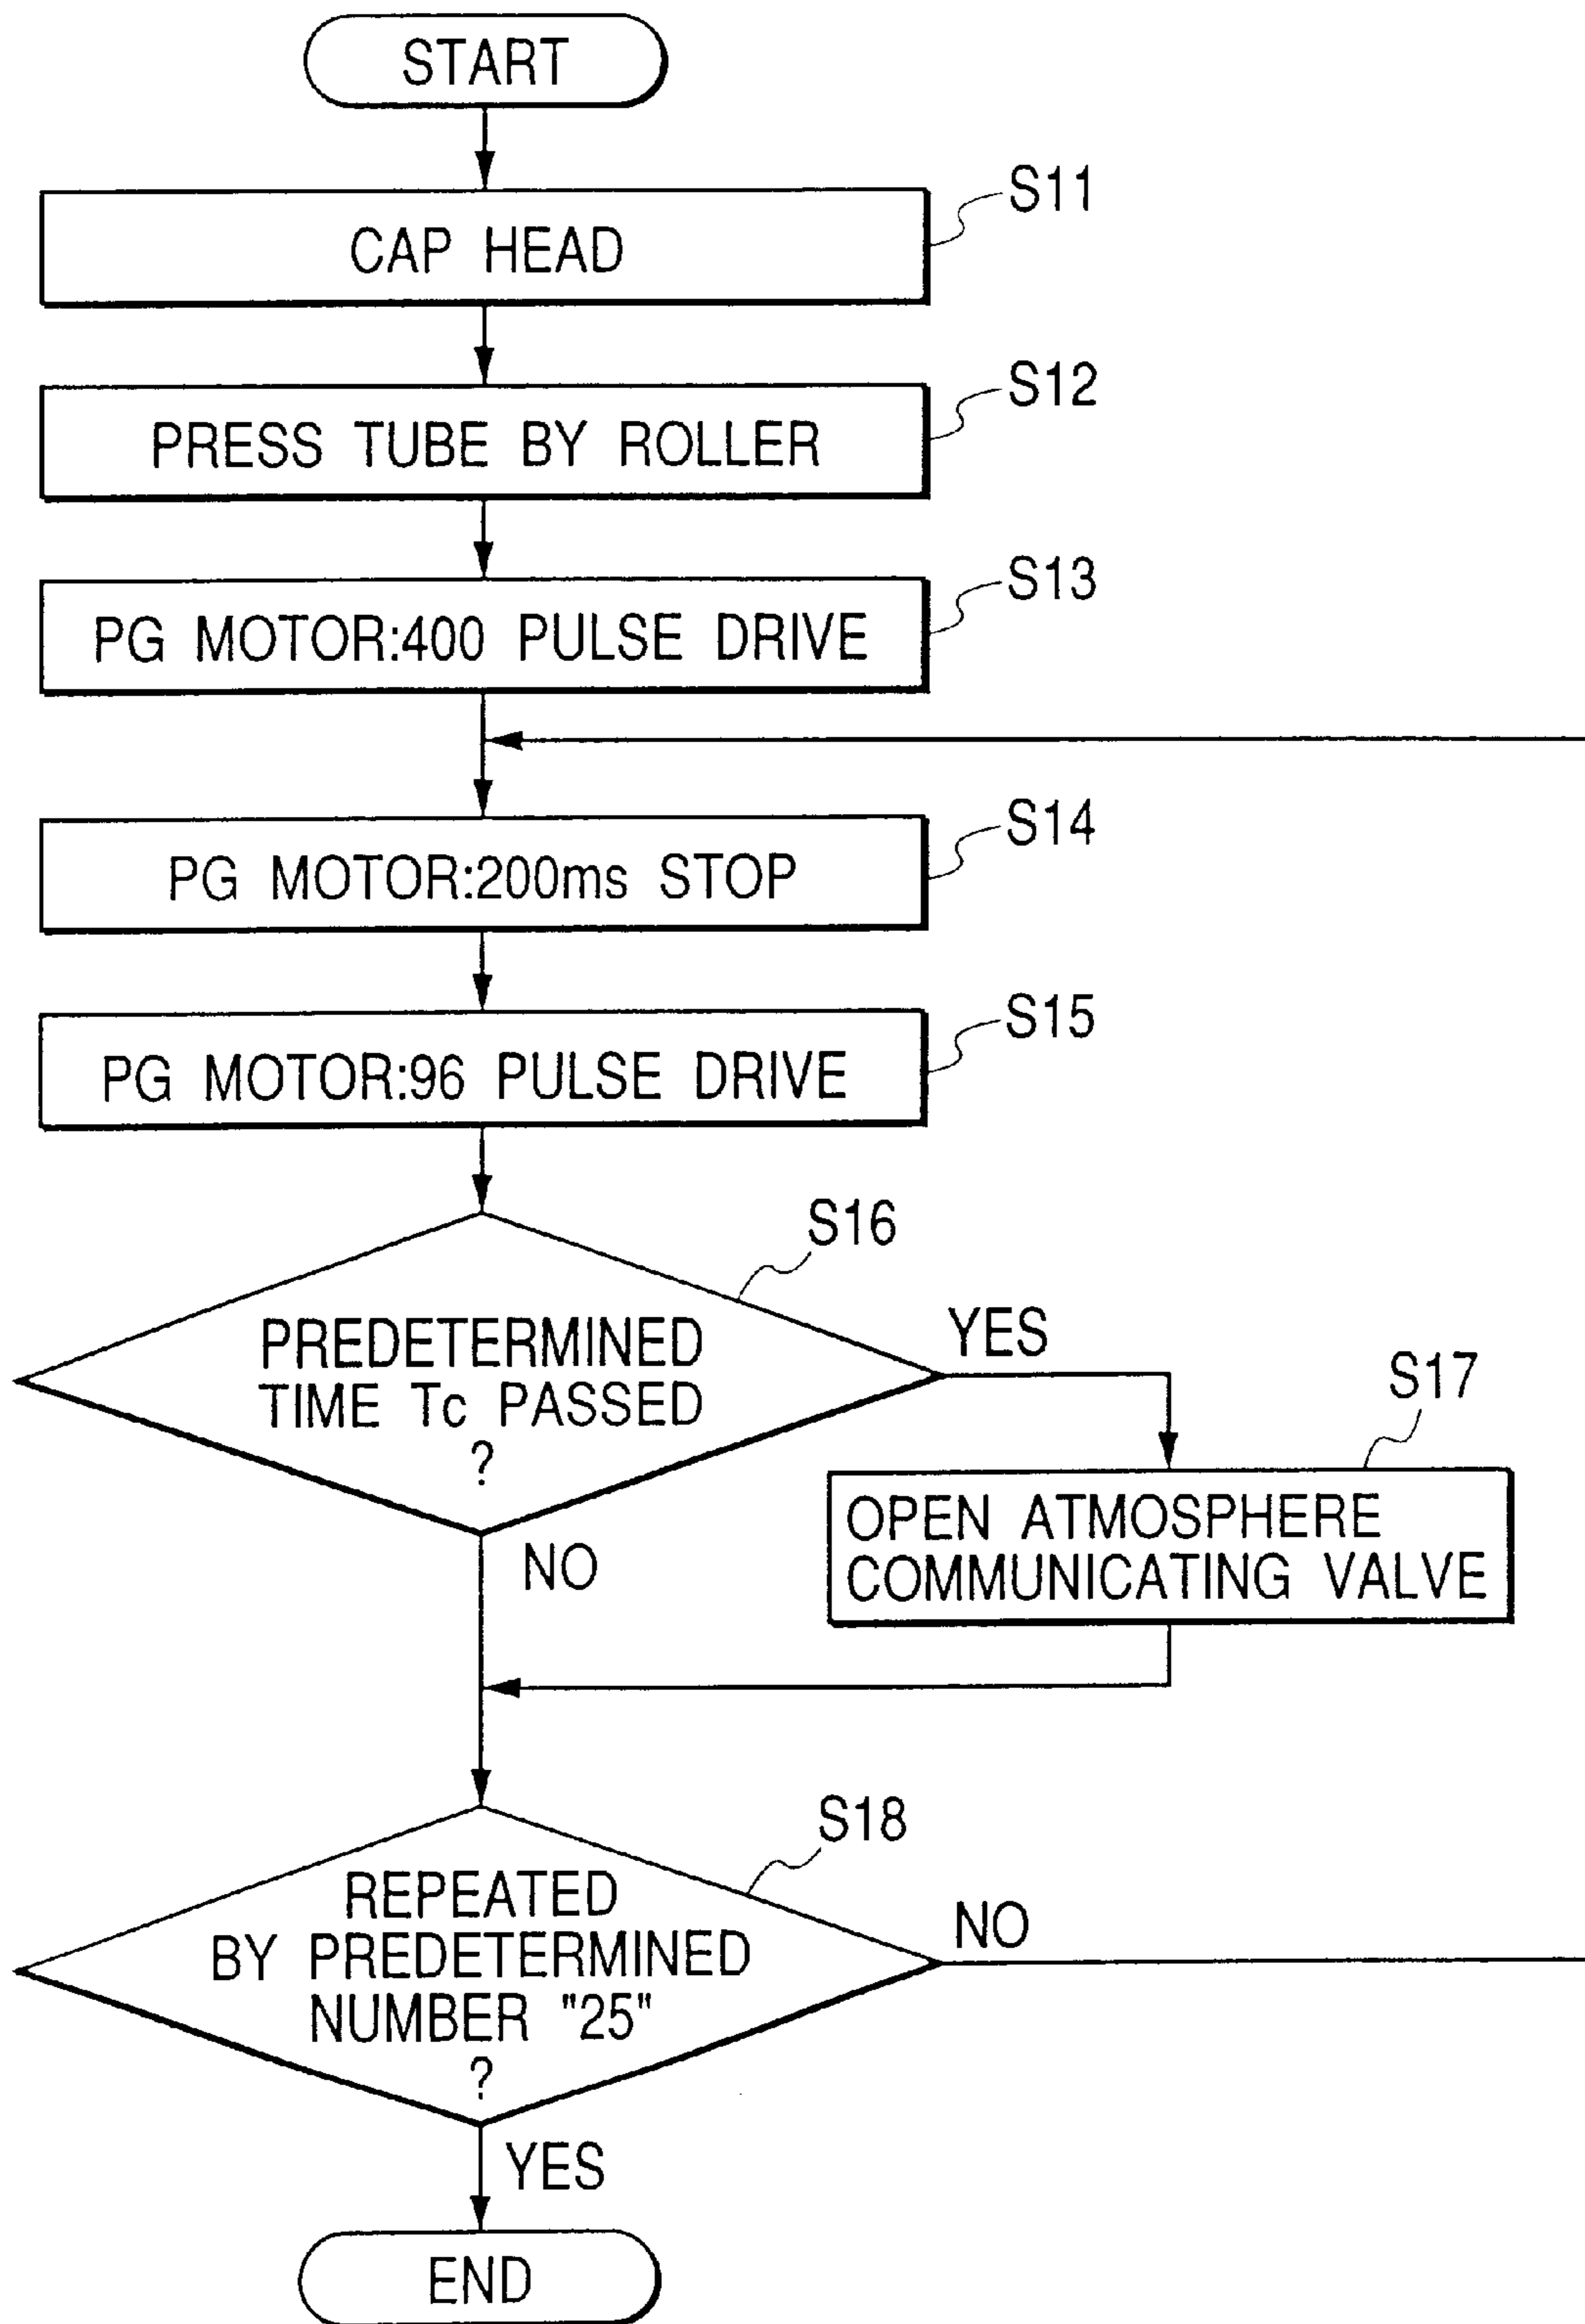 START
S11
CAP HEAD
S12
PRESS TUBE BY ROLLER
S13
PG MOTOR:400 PULSE DRIVE
S14
PG MOTOR:200ms STOP
S15
PG MOTOR:96 PULSE DRIVE
S16
PREDETERMINED
TIME Tc PASSED
?
YES
S17
OPEN ATMOSPHERE
COMMUNICATING VALVE
NO
S18
REPEATED
BY PREDETERMINED
NUMBER "25"
?
NO
YES
END